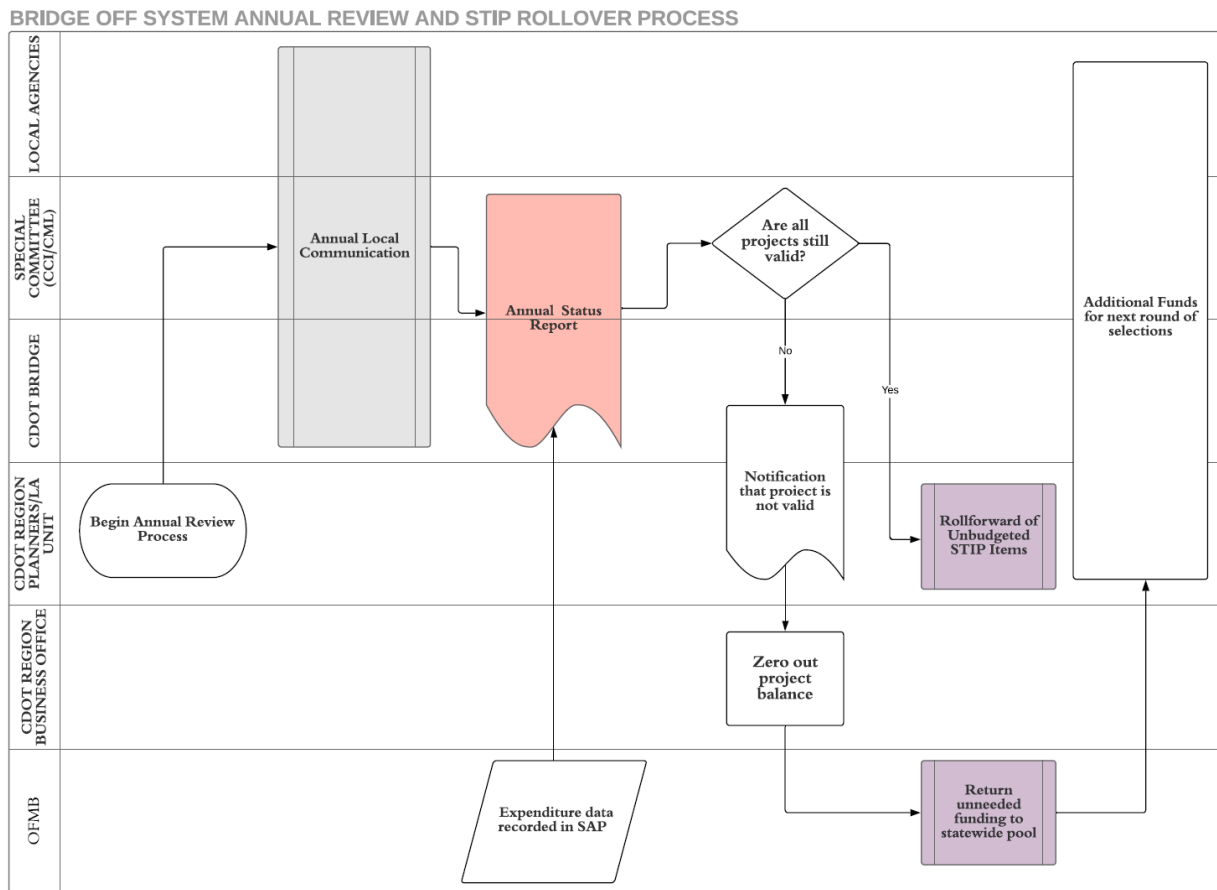 BRIDGE OFF SYSTEM ANNUAL REVIEW AND STIP ROLLOVER PROCESS
LOCAL AGENCIES
SPECIAL
COMMITTEE
(CCI/CML)
Annual Local
Communication
Annual Status
Report
Are all
projects still
valid?
Additional Funds
for next round of
selections
CDOT BRIDGE
No
Yes
CDOT REGION
PLANNERS/LA
UNIT
Begin Annual Review
Process
Notification
that project is
not valid
Rollforward of
Unbudgeted
STIP Items
CDOT REGION
BUSINESS OFFICE
Zero out
project
balance
OFMB
Expenditure data
recorded in SAP
Return
unneeded
funding to
statewide pool